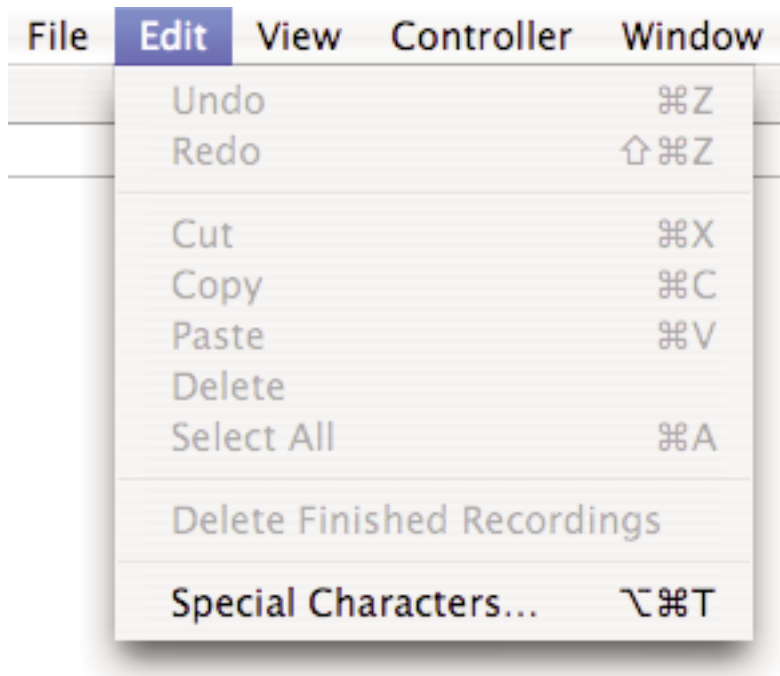 File Edit View Controller Window
Undo ⌘Z
Redo ⇧⌘Z
Cut ⌘X
Copy ⌘C
Paste ⌘V
Delete
Select All ⌘A
Delete Finished Recordings
Special Characters... ⌥⌘T